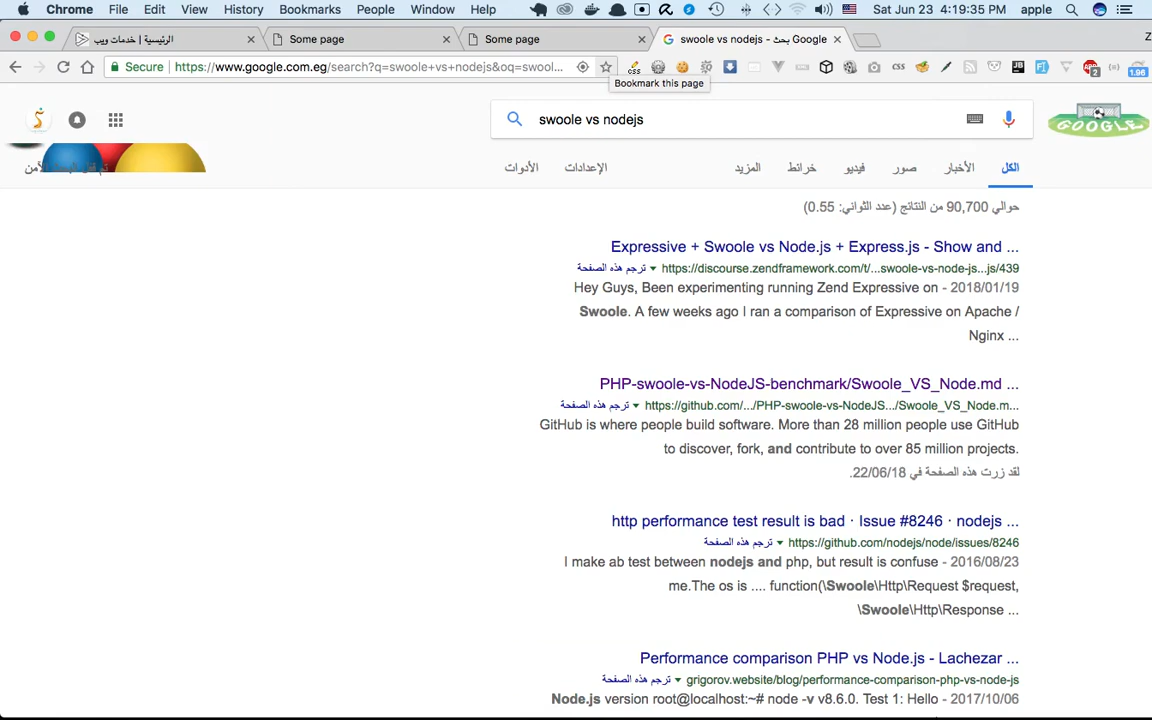 Chrome File Edit View History Bookmarks People Window Help Sat Jun 23 4:19:35 PM apple
الرئيسية | خدمات ويب
Some page
Some page
swoole vs nodejs - بحث Google
Secure https://www.google.com.eg/search?q=swoole+vs+nodejs&oq=swool...
Bookmark this page
swoole vs nodejs
GOOGLE
الكل الأخبار صور فيديو خرائط المزيد الإعدادات الأدوات
حوالي 90,700 من النتائج (عدد الثواني: 0.55)
Expressive + Swoole vs Node.js + Express.js - Show and ...
https://discourse.zendframework.com/t/...swoole-vs-node-js...js/439 ترجم هذه الصفحة
Hey Guys, Been experimenting running Zend Expressive on - 2018/01/19
Swoole. A few weeks ago I ran a comparison of Expressive on Apache /
Nginx ...
PHP-swoole-vs-NodeJS-benchmark/Swoole_VS_Node.md ...
https://github.com/.../PHP-swoole-vs-NodeJS.../Swoole_VS_Node.m... ترجم هذه الصفحة
GitHub is where people build software. More than 28 million people use GitHub
to discover, fork, and contribute to over 85 million projects.
لقد زرت هذه الصفحة في 22/06/18.
http performance test result is bad · Issue #8246 · nodejs ...
https://github.com/nodejs/node/issues/8246 ترجم هذه الصفحة
I make ab test between nodejs and php, but result is confuse - 2016/08/23
me.The os is .... function(\Swoole\Http\Request $request,
\Swoole\Http\Response ...
Performance comparison PHP vs Node.js - Lachezar ...
grigorov.website/blog/performance-comparison-php-vs-node-js ترجم هذه الصفحة
Node.js version root@localhost:~# node -v v8.6.0. Test 1: Hello - 2017/10/06